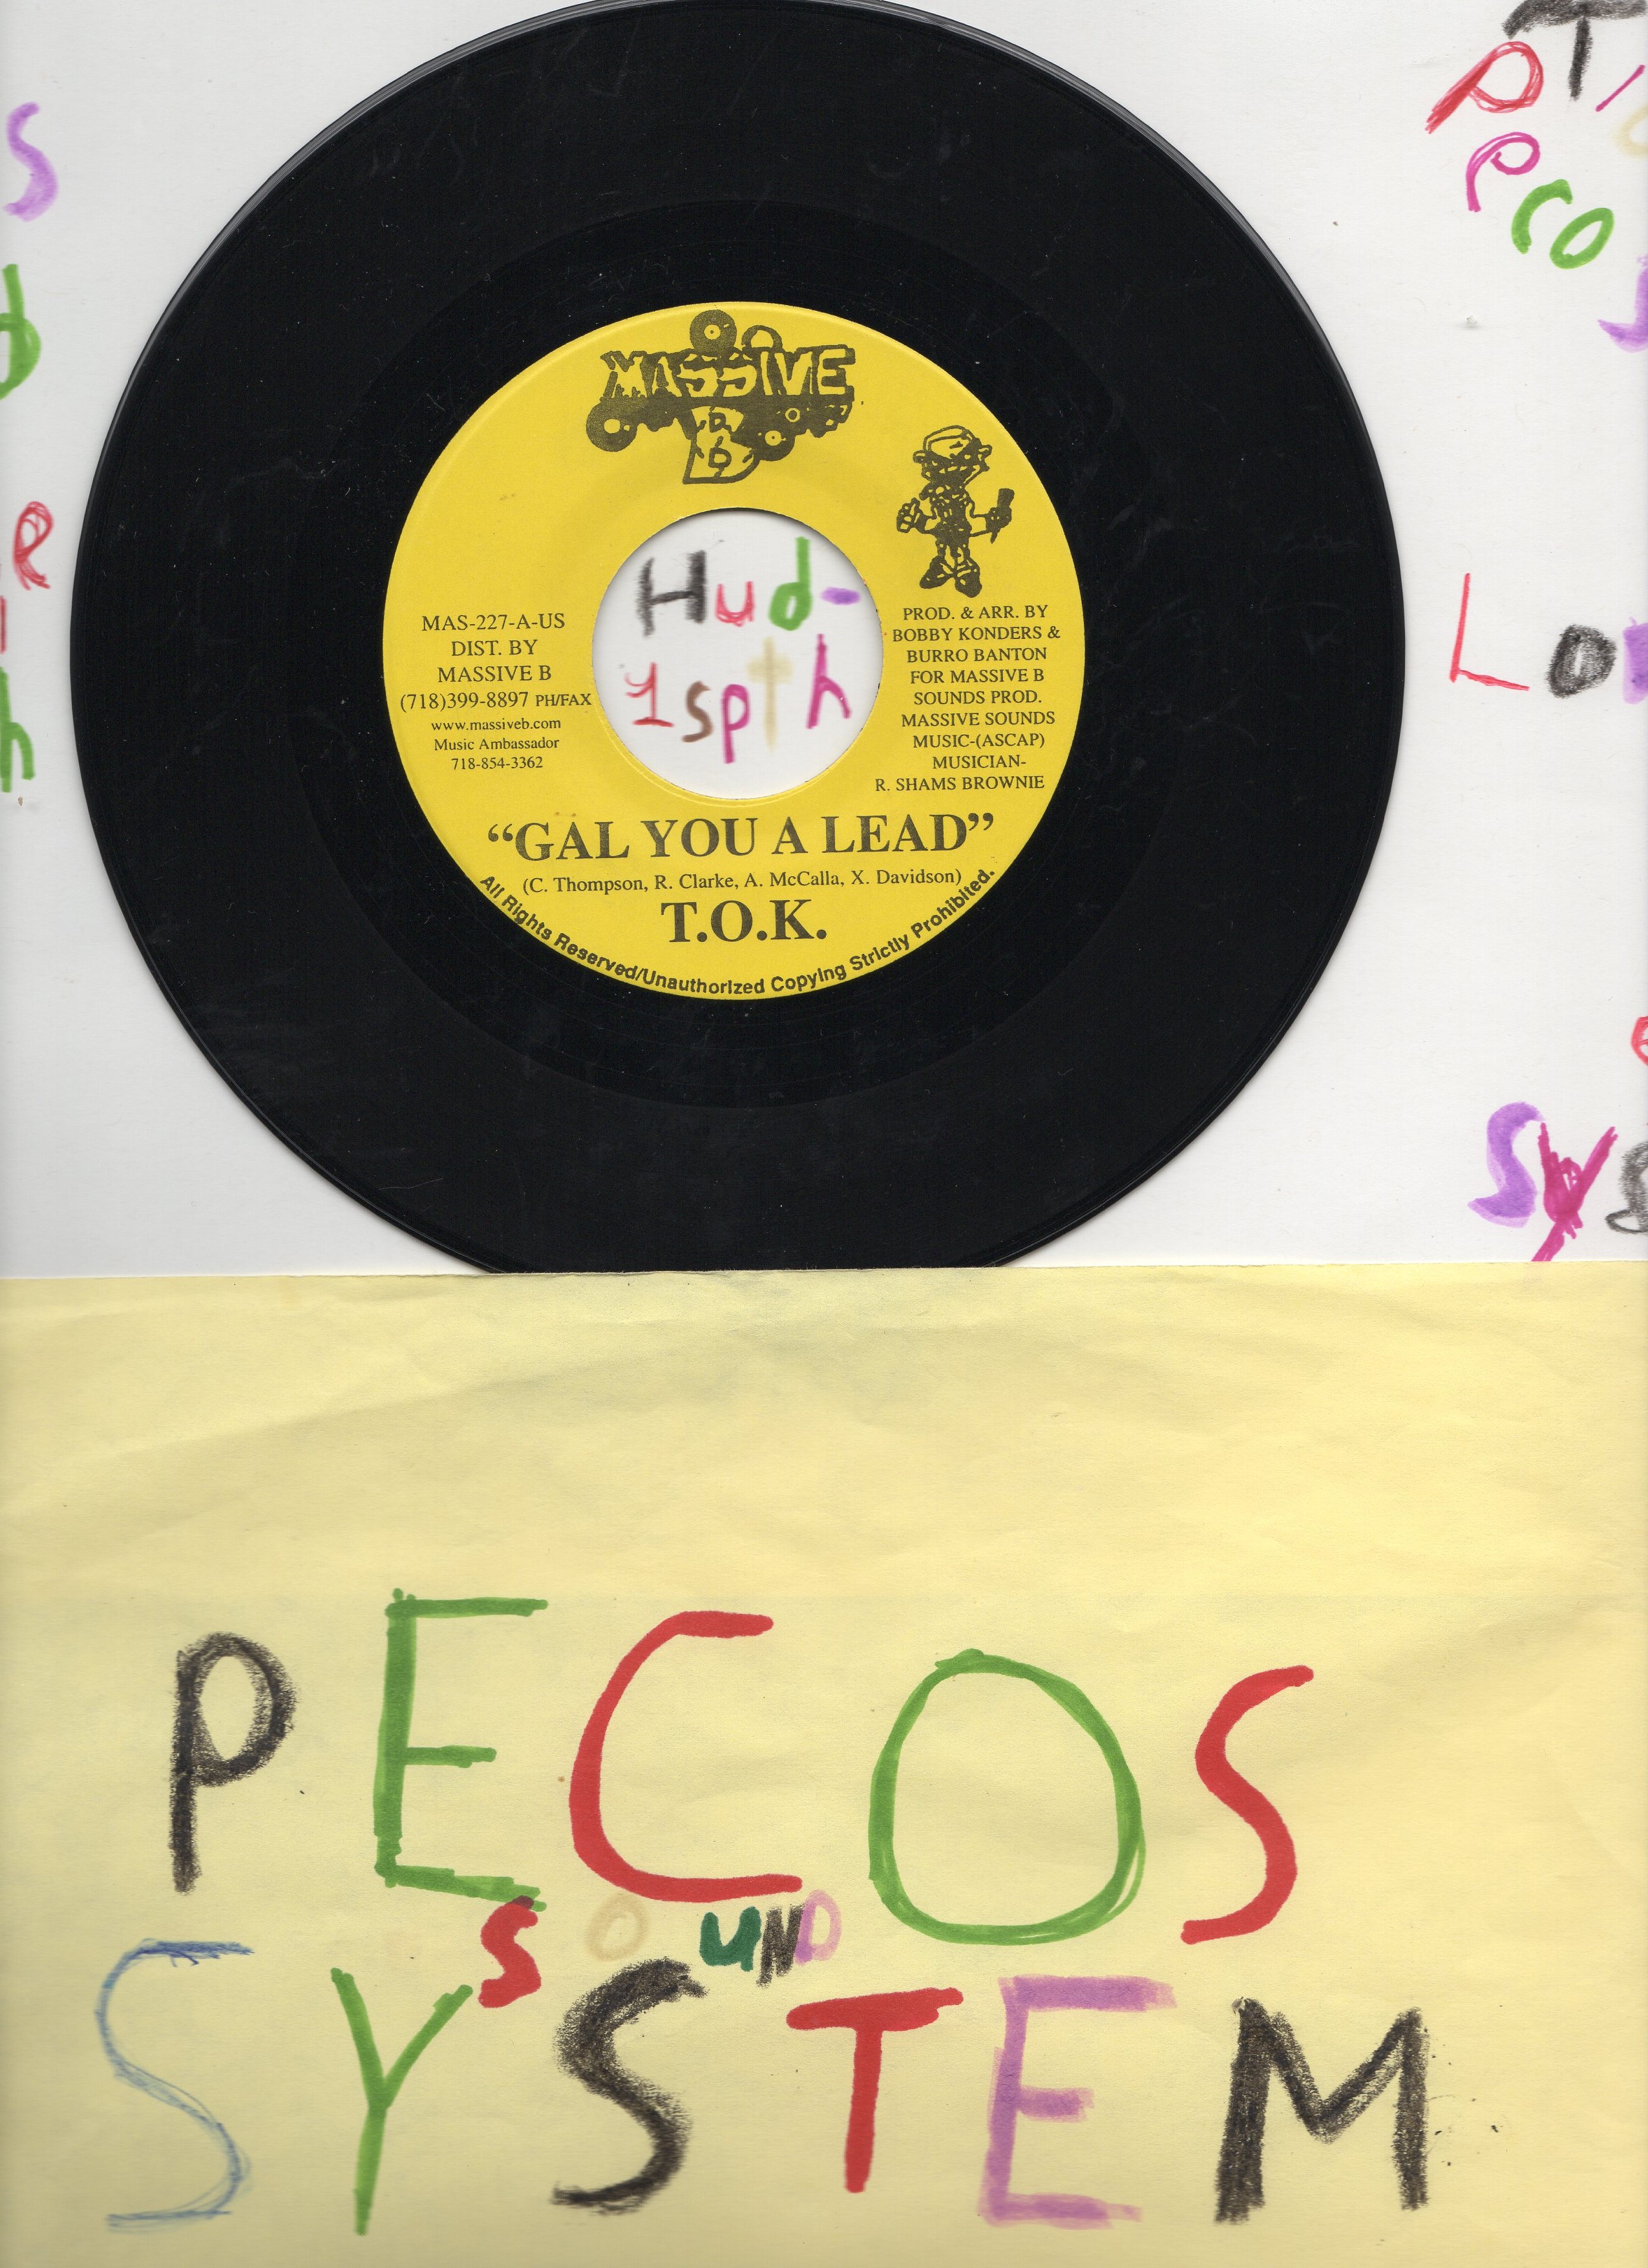 MASSIVE
B
MAS-227-A-US
DIST. BY
MASSIVE B
(718)399-8897 PH/FAX
www.massiveb.com
Music Ambassador
718-854-3362
Hud-
1spth
PROD. & ARR. BY
BOBBY KONDERS &
BURRO BANTON
FOR MASSIVE B
SOUNDS PROD.
MASSIVE SOUNDS
MUSIC-(ASCAP)
MUSICIAN-
R. SHAMS BROWNIE
"GAL YOU A LEAD"
(C. Thompson, R. Clarke, A. McCalla, X. Davidson)
T.O.K.
All Rights Reserved/Unauthorized Copying Strictly Prohibited.
PECOS
SOUND
SYSTEM